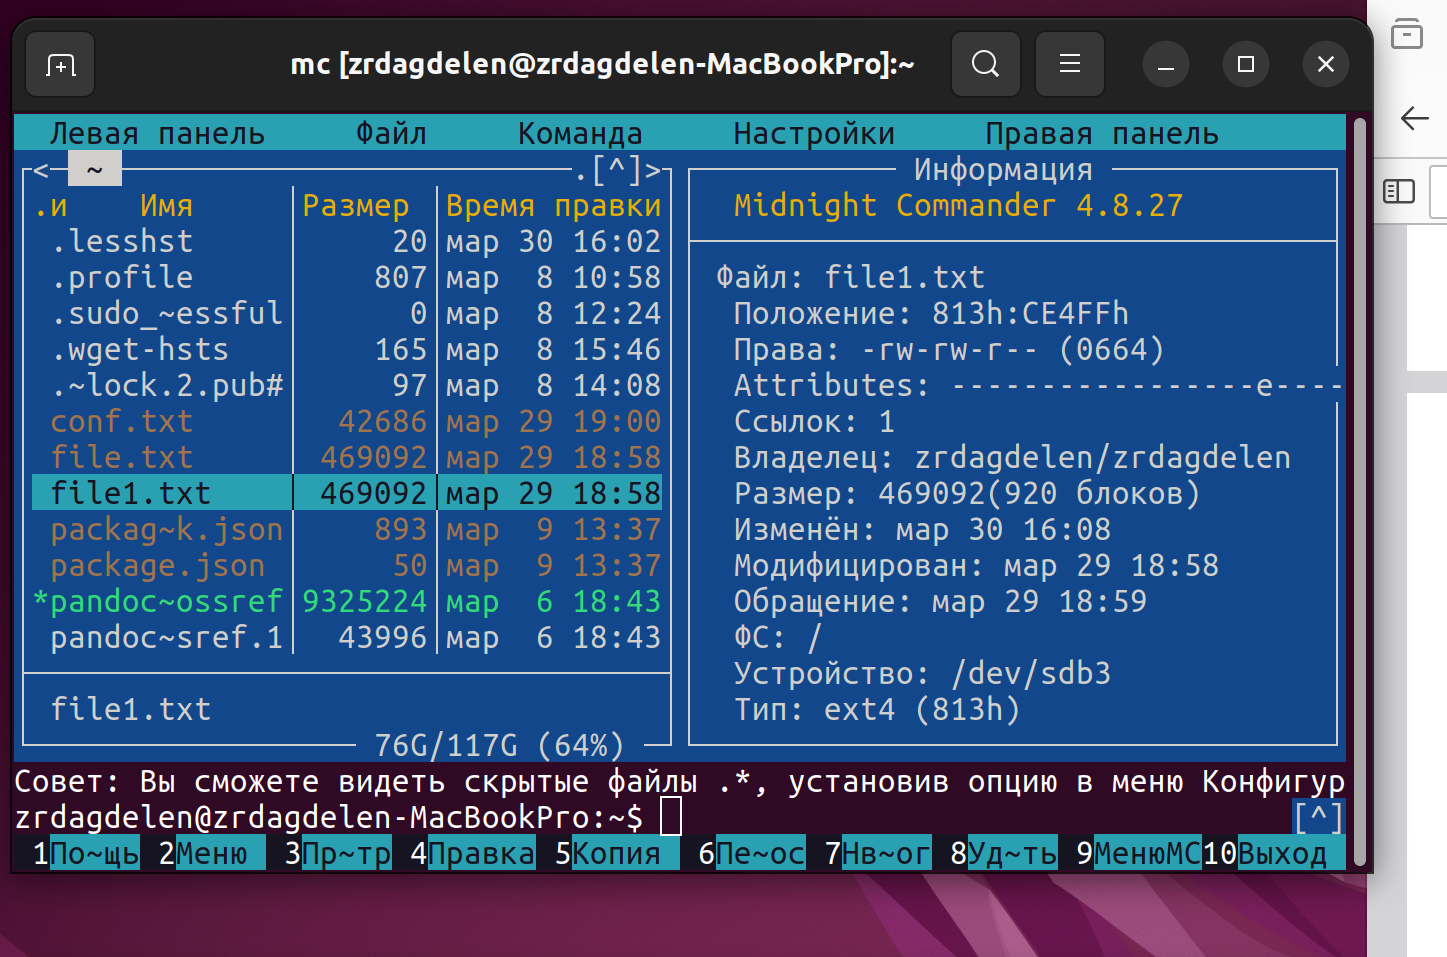 mc [zrdagdelen@zrdagdelen-MacBookPro]:~
Левая панель Файл Команда Настройки Правая панель
< ~ .[^]>
.и Имя Размер Время правки
.lesshst 20 мар 30 16:02
.profile 807 мар 8 10:58
.sudo_~essful 0 мар 8 12:24
.wget-hsts 165 мар 8 15:46
.~lock.2.pub# 97 мар 8 14:08
conf.txt 42686 мар 29 19:00
file.txt 469092 мар 29 18:58
file1.txt 469092 мар 29 18:58
packag~k.json 893 мар 9 13:37
package.json 50 мар 9 13:37
*pandoc~ossref 9325224 мар 6 18:43
pandoc~sref.1 43996 мар 6 18:43
file1.txt
76G/117G (64%)
Информация
Midnight Commander 4.8.27
Файл: file1.txt
Положение: 813h:CE4FFh
Права: -rw-rw-r-- (0664)
Attributes: -----------------e----
Ссылок: 1
Владелец: zrdagdelen/zrdagdelen
Размер: 469092(920 блоков)
Изменён: мар 30 16:08
Модифицирован: мар 29 18:58
Обращение: мар 29 18:59
ФС: /
Устройство: /dev/sdb3
Тип: ext4 (813h)
Совет: Вы сможете видеть скрытые файлы .*, установив опцию в меню Конфигур
zrdagdelen@zrdagdelen-MacBookPro:~$ [^]
1По~щь 2Меню 3Пр~тр 4Правка 5Копия 6Пе~ос 7Нв~ог 8Уд~ть 9МенюМС10Выход